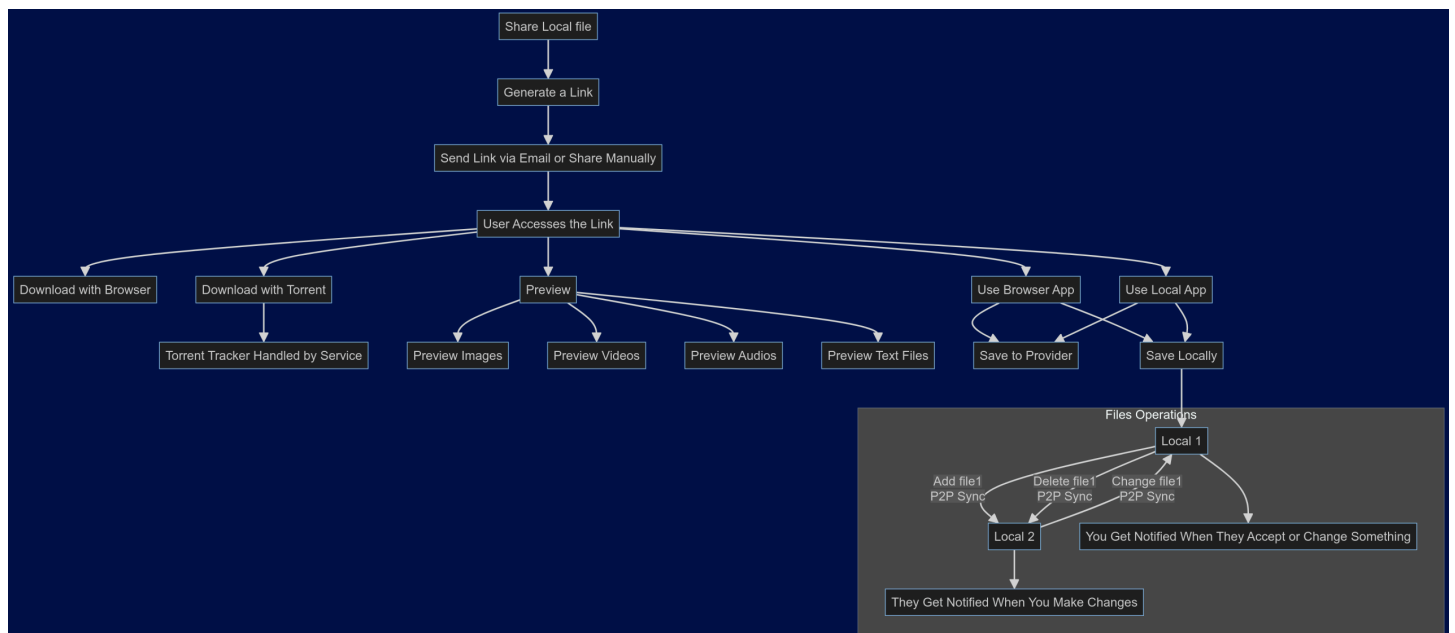 Share Local file
Generate a Link
Send Link via Email or Share Manually
User Accesses the Link
Download with Browser
Download with Torrent
Preview
Use Browser App
Use Local App
Torrent Tracker Handled by Service
Preview Images
Preview Videos
Preview Audios
Preview Text Files
Save to Provider
Save Locally
Files Operations
Local 1
Add file1
P2P Sync
Delete file1
P2P Sync
Change file1
P2P Sync
Local 2
You Get Notified When They Accept or Change Something
They Get Notified When You Make Changes